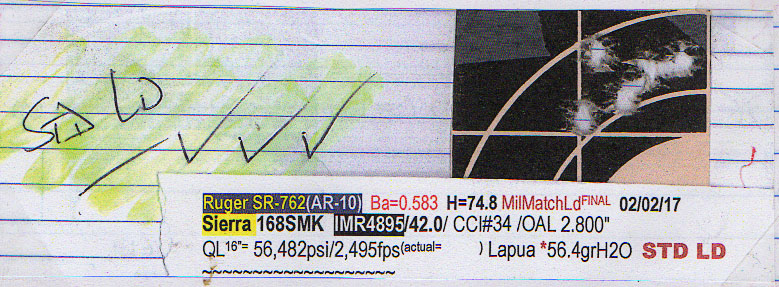 STD LD
Ruger SR-762(AR-10) Ba=0.583 H=74.8 MilMatchLdFINAL 02/02/17
Sierra 168SMK IMR4895/42.0/ CCI#34 /OAL 2.800"
QL16"= 56,482psi/2,495fps(actual= ) Lapua *56.4grH2O STD LD
~~~~~~~~~~~~~~~~~~~